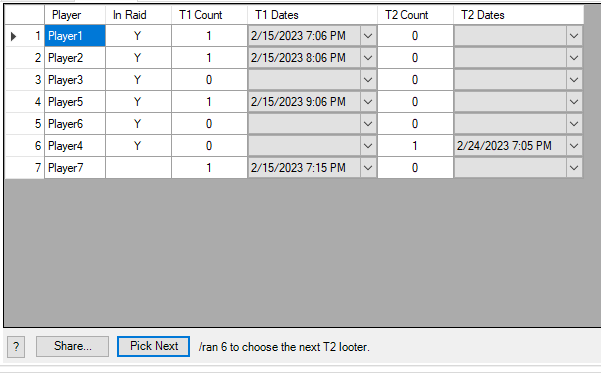 Player In Raid T1 Count T1 Dates T2 Count T2 Dates
1 Player1 Y 1 2/15/2023 7:06 PM 0
2 Player2 Y 1 2/15/2023 8:06 PM 0
3 Player3 Y 0 0
4 Player5 Y 1 2/15/2023 9:06 PM 0
5 Player6 Y 0 0
6 Player4 Y 0 1 2/24/2023 7:05 PM
7 Player7 1 2/15/2023 7:15 PM 0
? Share... Pick Next /ran 6 to choose the next T2 looter.